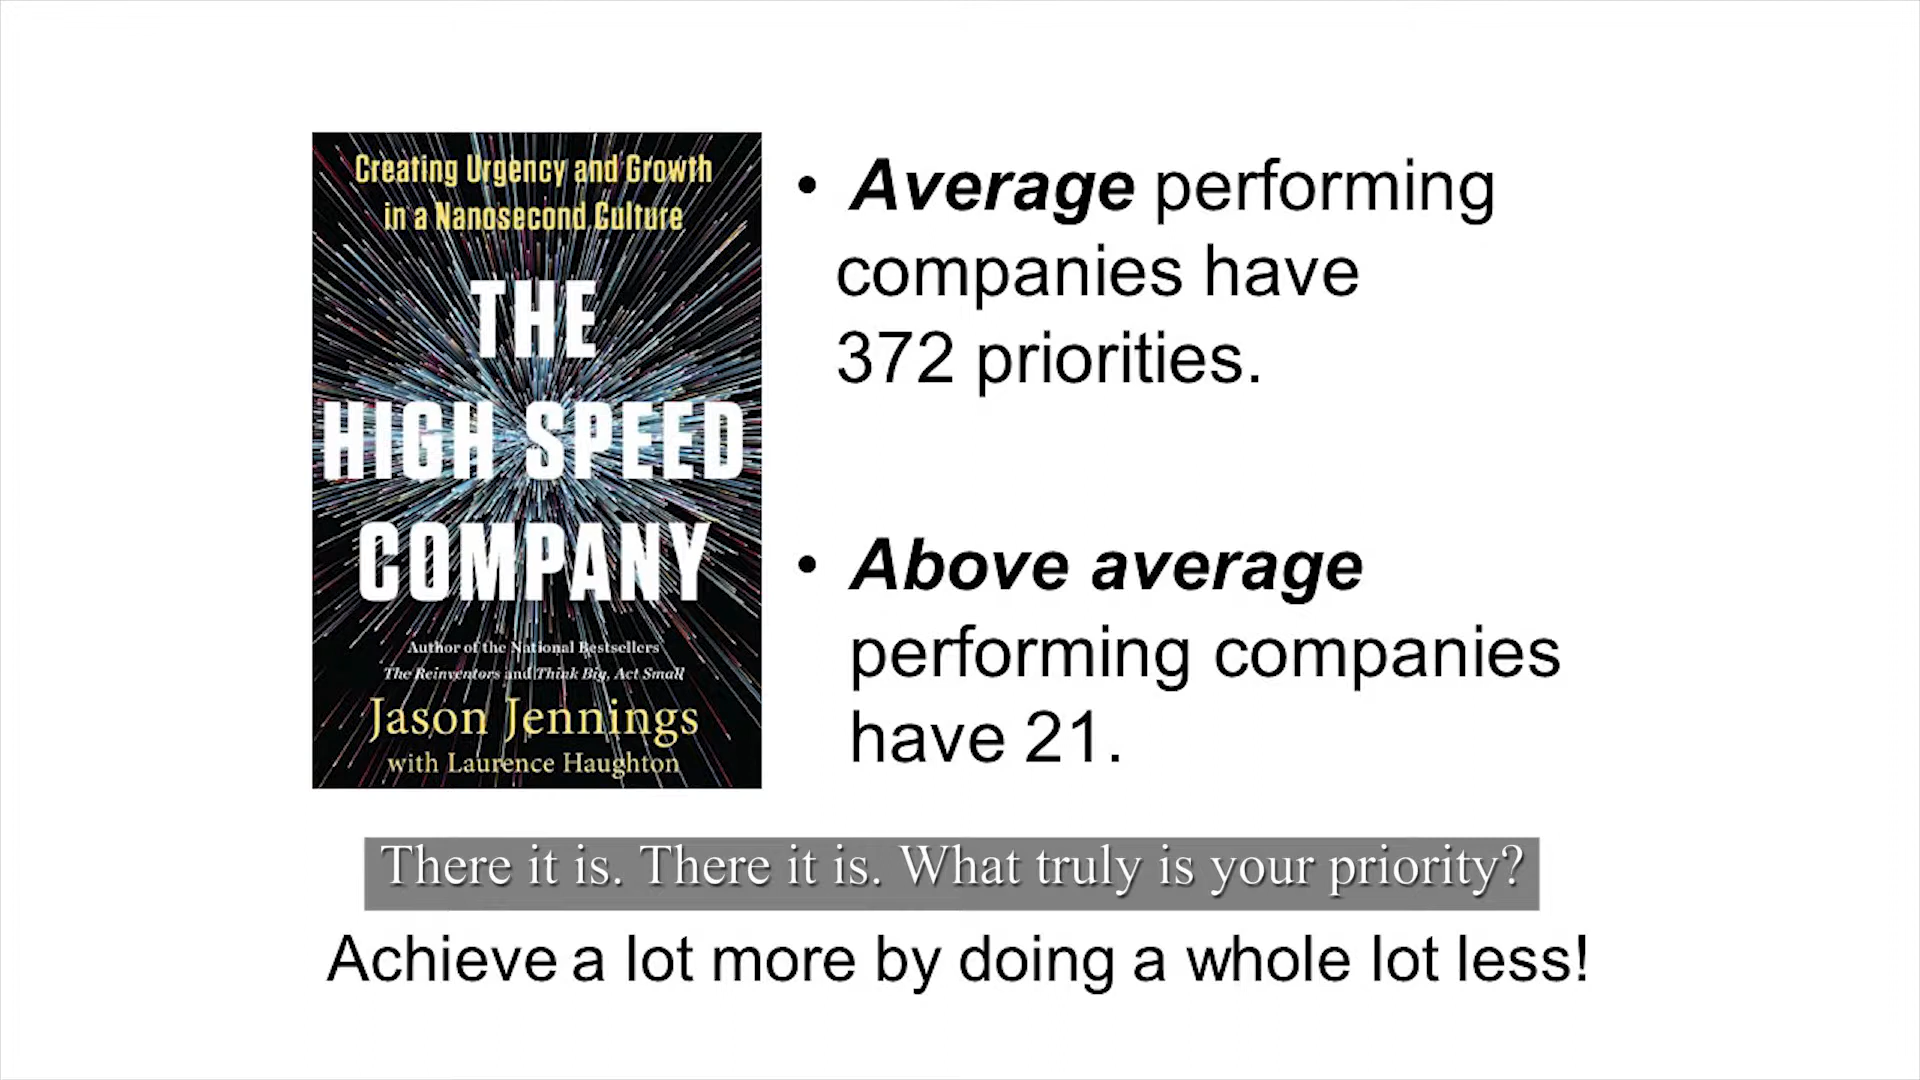 Creating Urgency and Growth
in a Nanosecond Culture
THE
HIGH SPEED
COMPANY
Author of the National Bestsellers
The Reinventors and Think Big, Act Small
Jason Jennings
with Laurence Haughton
• Average performing
companies have
372 priorities.
• Above average
performing companies
have 21.
There it is. There it is. What truly is your priority?
Achieve a lot more by doing a whole lot less!